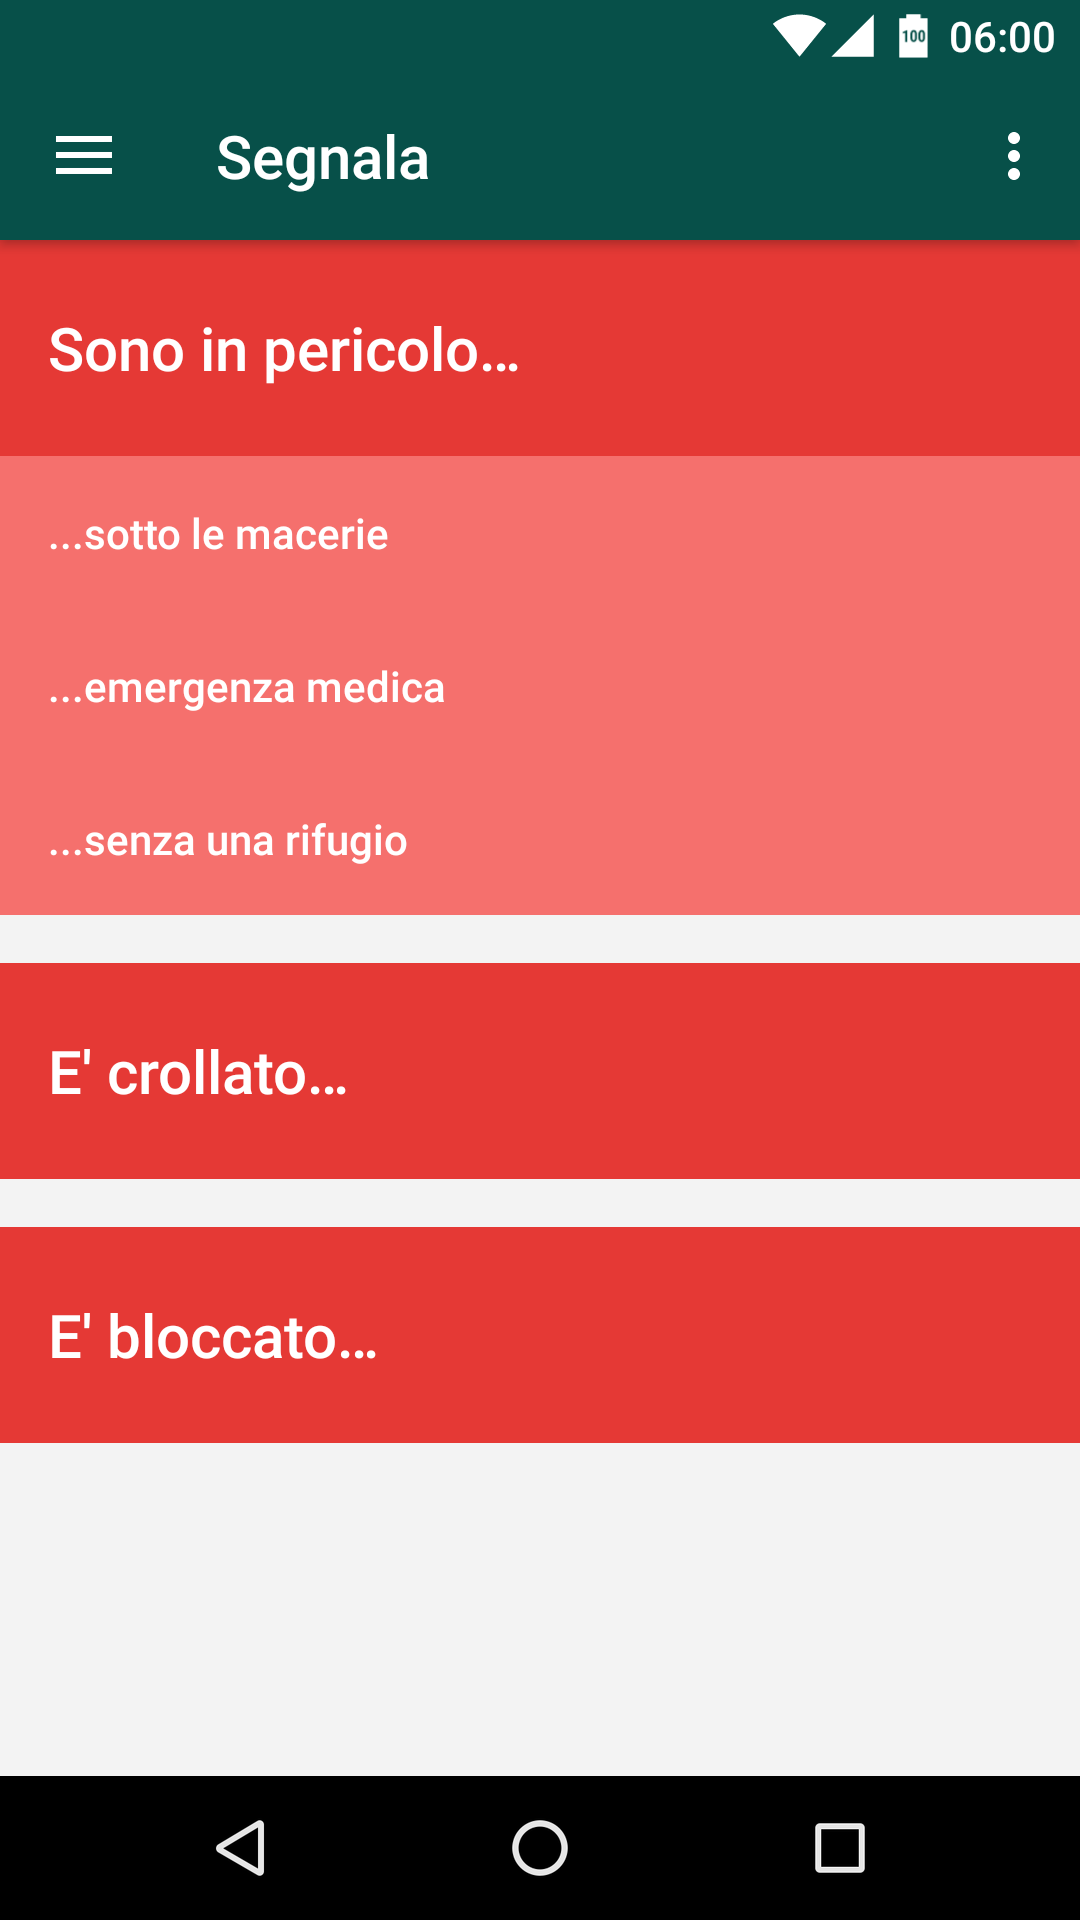 100 06:00
Segnala
Sono in pericolo…
...sotto le macerie
...emergenza medica
...senza una rifugio
E' crollato…
E' bloccato…